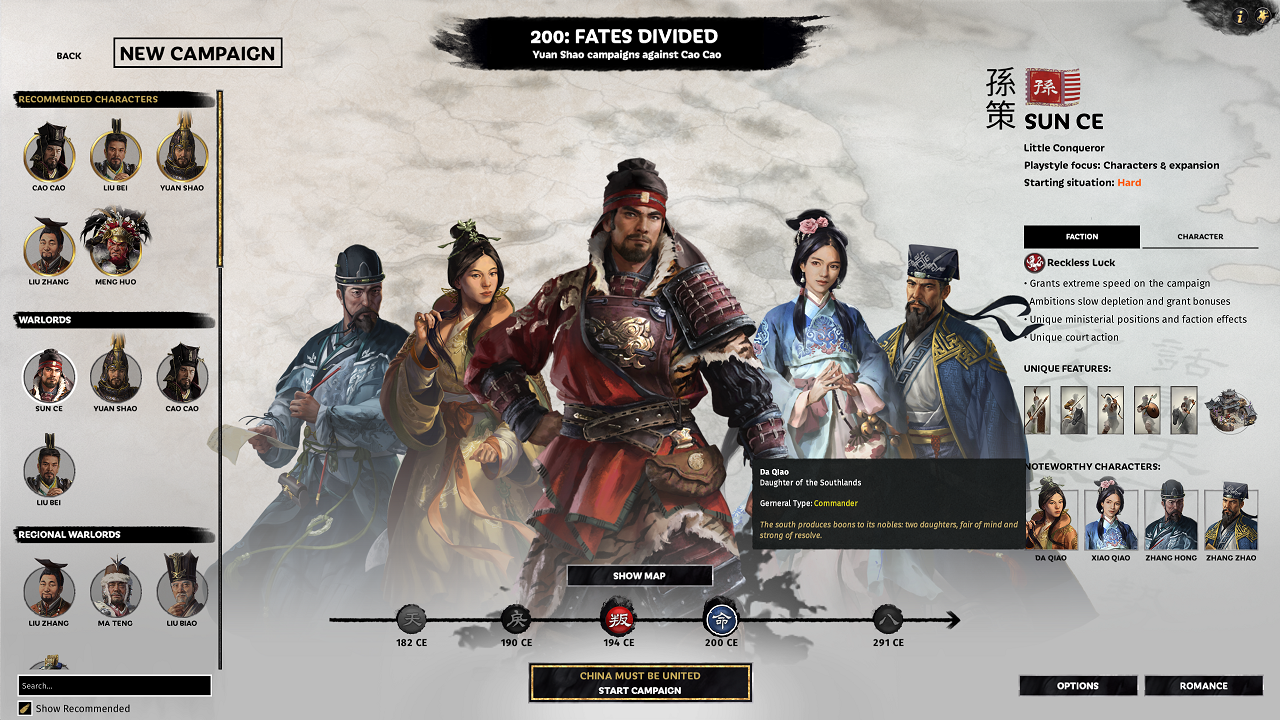 BACK
NEW CAMPAIGN
200: FATES DIVIDED
Yuan Shao campaigns against Cao Cao
RECOMMENDED CHARACTERS
CAO CAO
LIU BEI
YUAN SHAO
LIU ZHANG
MENG HUO
WARLORDS
SUN CE
YUAN SHAO
CAO CAO
LIU BEI
REGIONAL WARLORDS
LIU ZHANG
MA TENG
LIU BIAO
Search...
Show Recommended
孫策
孫
SUN CE
Little Conqueror
Playstyle focus: Characters & expansion
Starting situation: Hard
FACTION
CHARACTER
Reckless Luck
• Grants extreme speed on the campaign
Ambitions slow depletion and grant bonuses
• Unique ministerial positions and faction effects
• Unique court action
UNIQUE FEATURES:
NOTEWORTHY CHARACTERS:
DA QIAO
XIAO QIAO
ZHANG HONG
ZHANG ZHAO
Da Qiao
Daughter of the Southlands
Gerneral Type: Commander
The south produces boons to its nobles: two daughters, fair of mind and
strong of resolve.
SHOW MAP
天
叛
命
八
182 CE
190 CE
194 CE
200 CE
291 CE
CHINA MUST BE UNITED
START CAMPAIGN
OPTIONS
ROMANCE